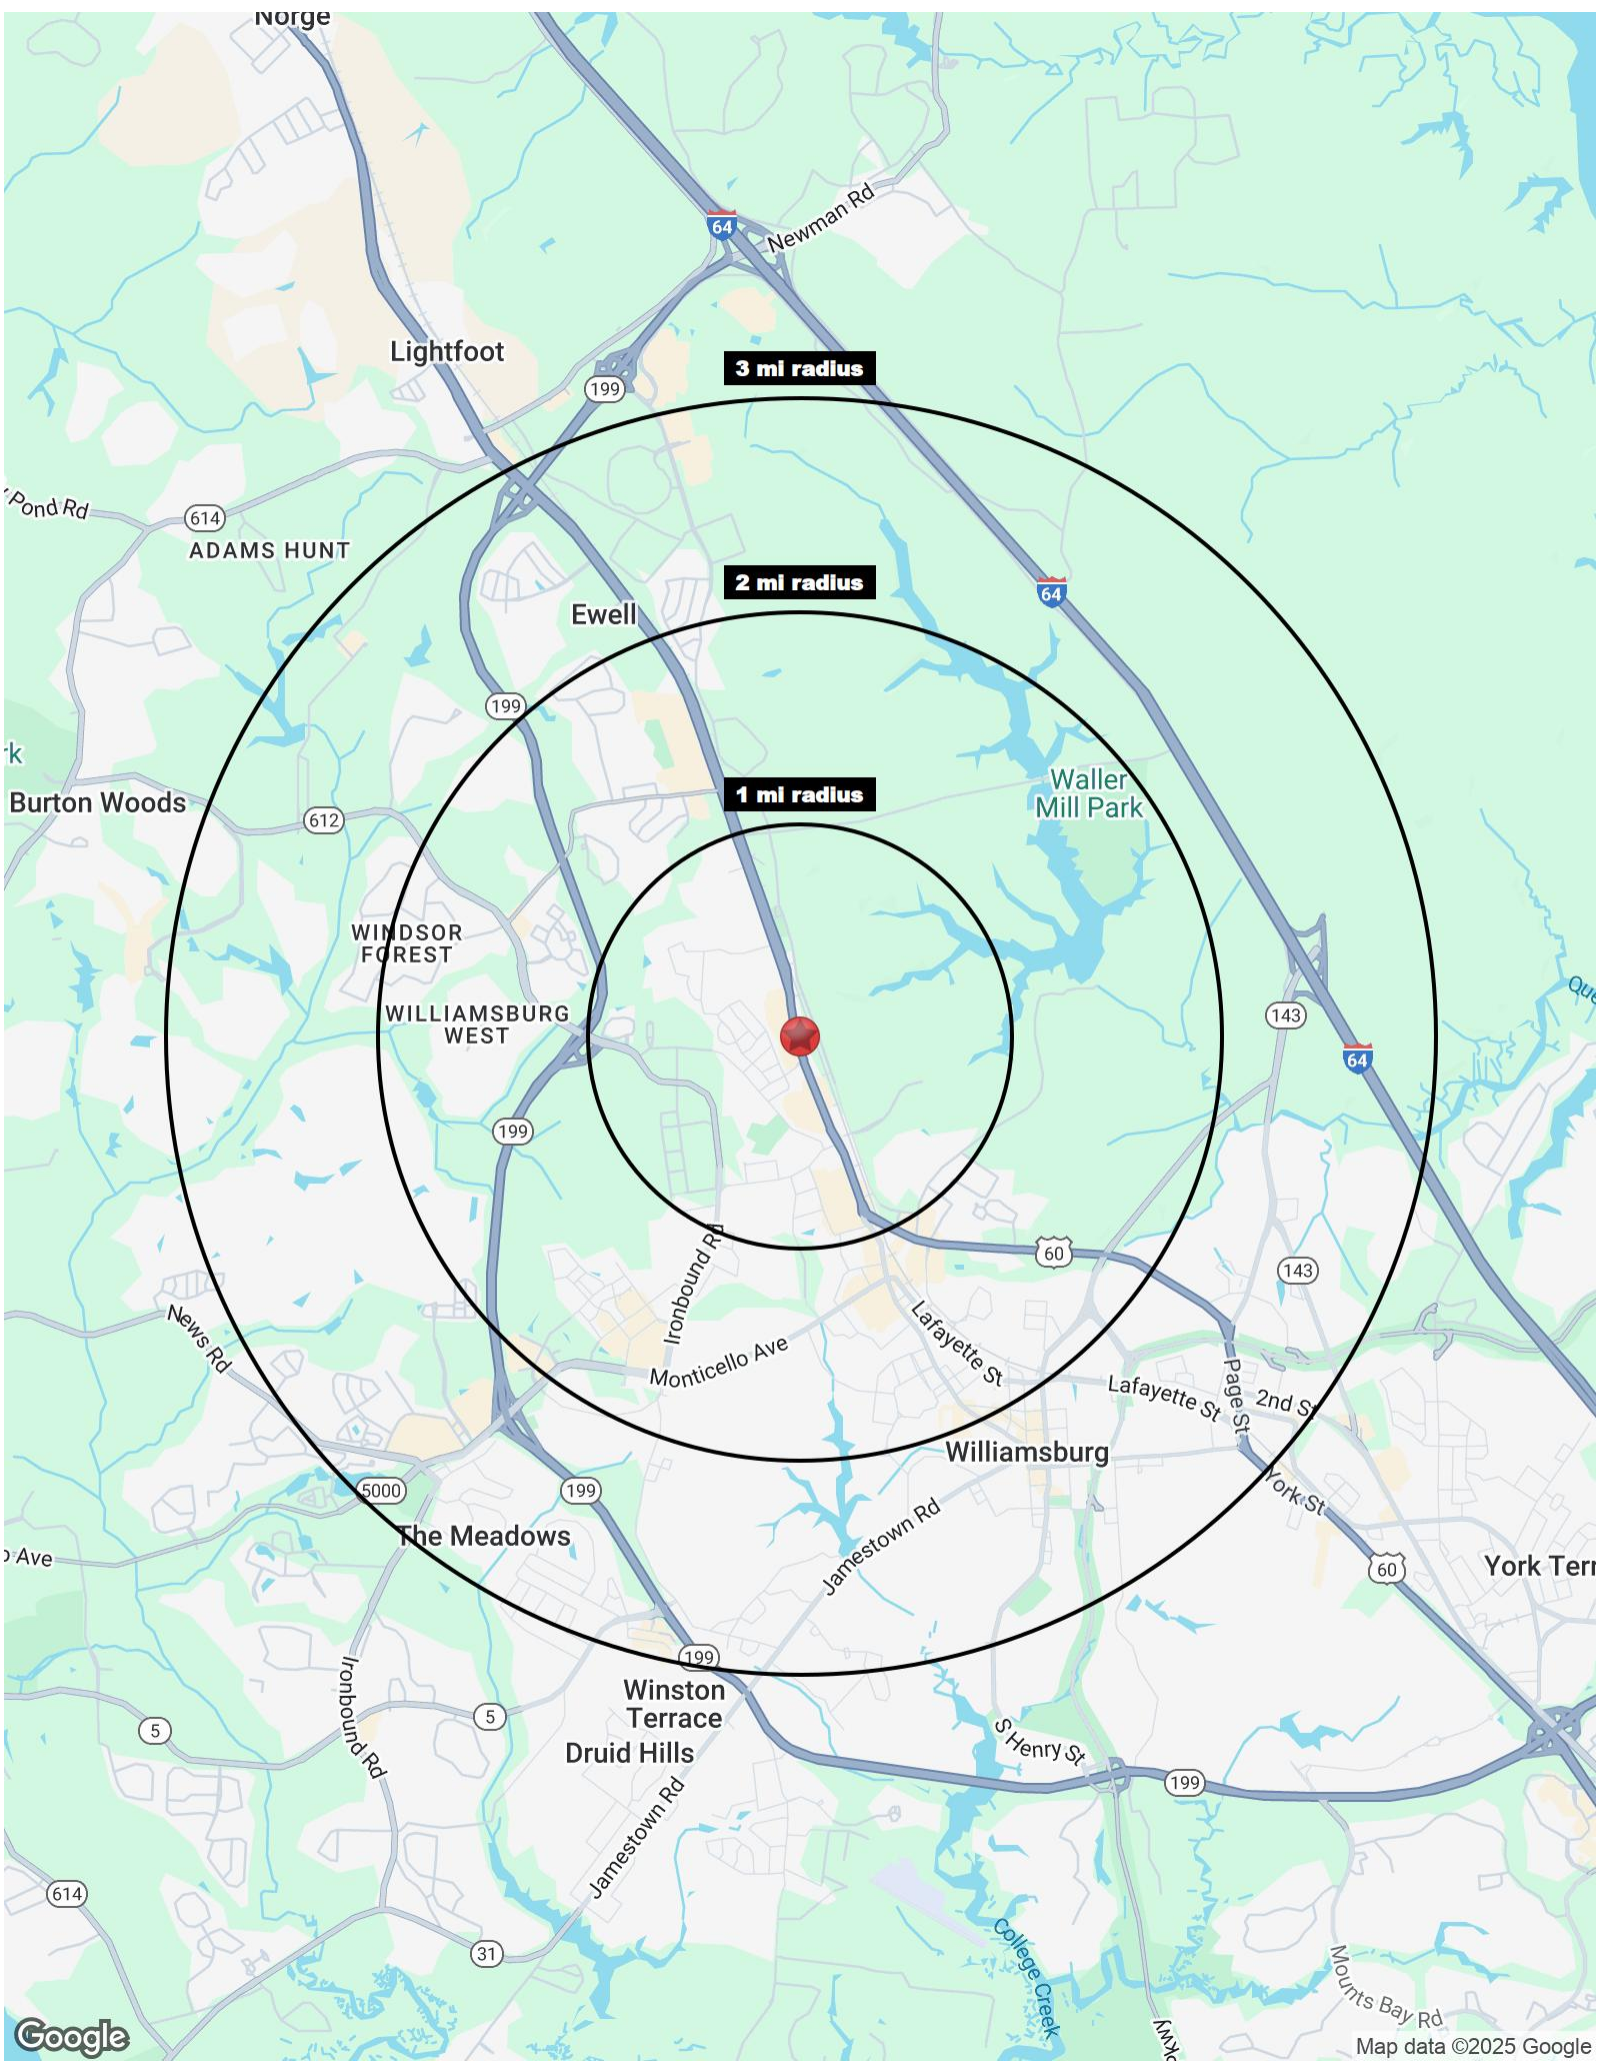 Norge
64
Newman Rd
Lightfoot
3 mi radius
199
Pond Rd
614
ADAMS HUNT
2 mi radius
64
Ewell
199
rk
Waller
Mill Park
1 mi radius
Burton Woods
612
WINDSOR
FOREST
WILLIAMSBURG
WEST
Que
143
64
199
60
143
Ironbound Rd
News Rd
Lafayette St
Monticello Ave
Page St
Lafayette St
2nd St
Williamsburg
5000
199
York St
Jamestown Rd
The Meadows
Ave
60
York Terr
199
Winston
Terrace
Ironbound Rd
5
5
Druid Hills
S Henry St
199
Jamestown Rd
614
31
College Creek
Mounts Bay Rd
Pkwy
Google
Map data ©2025 Google